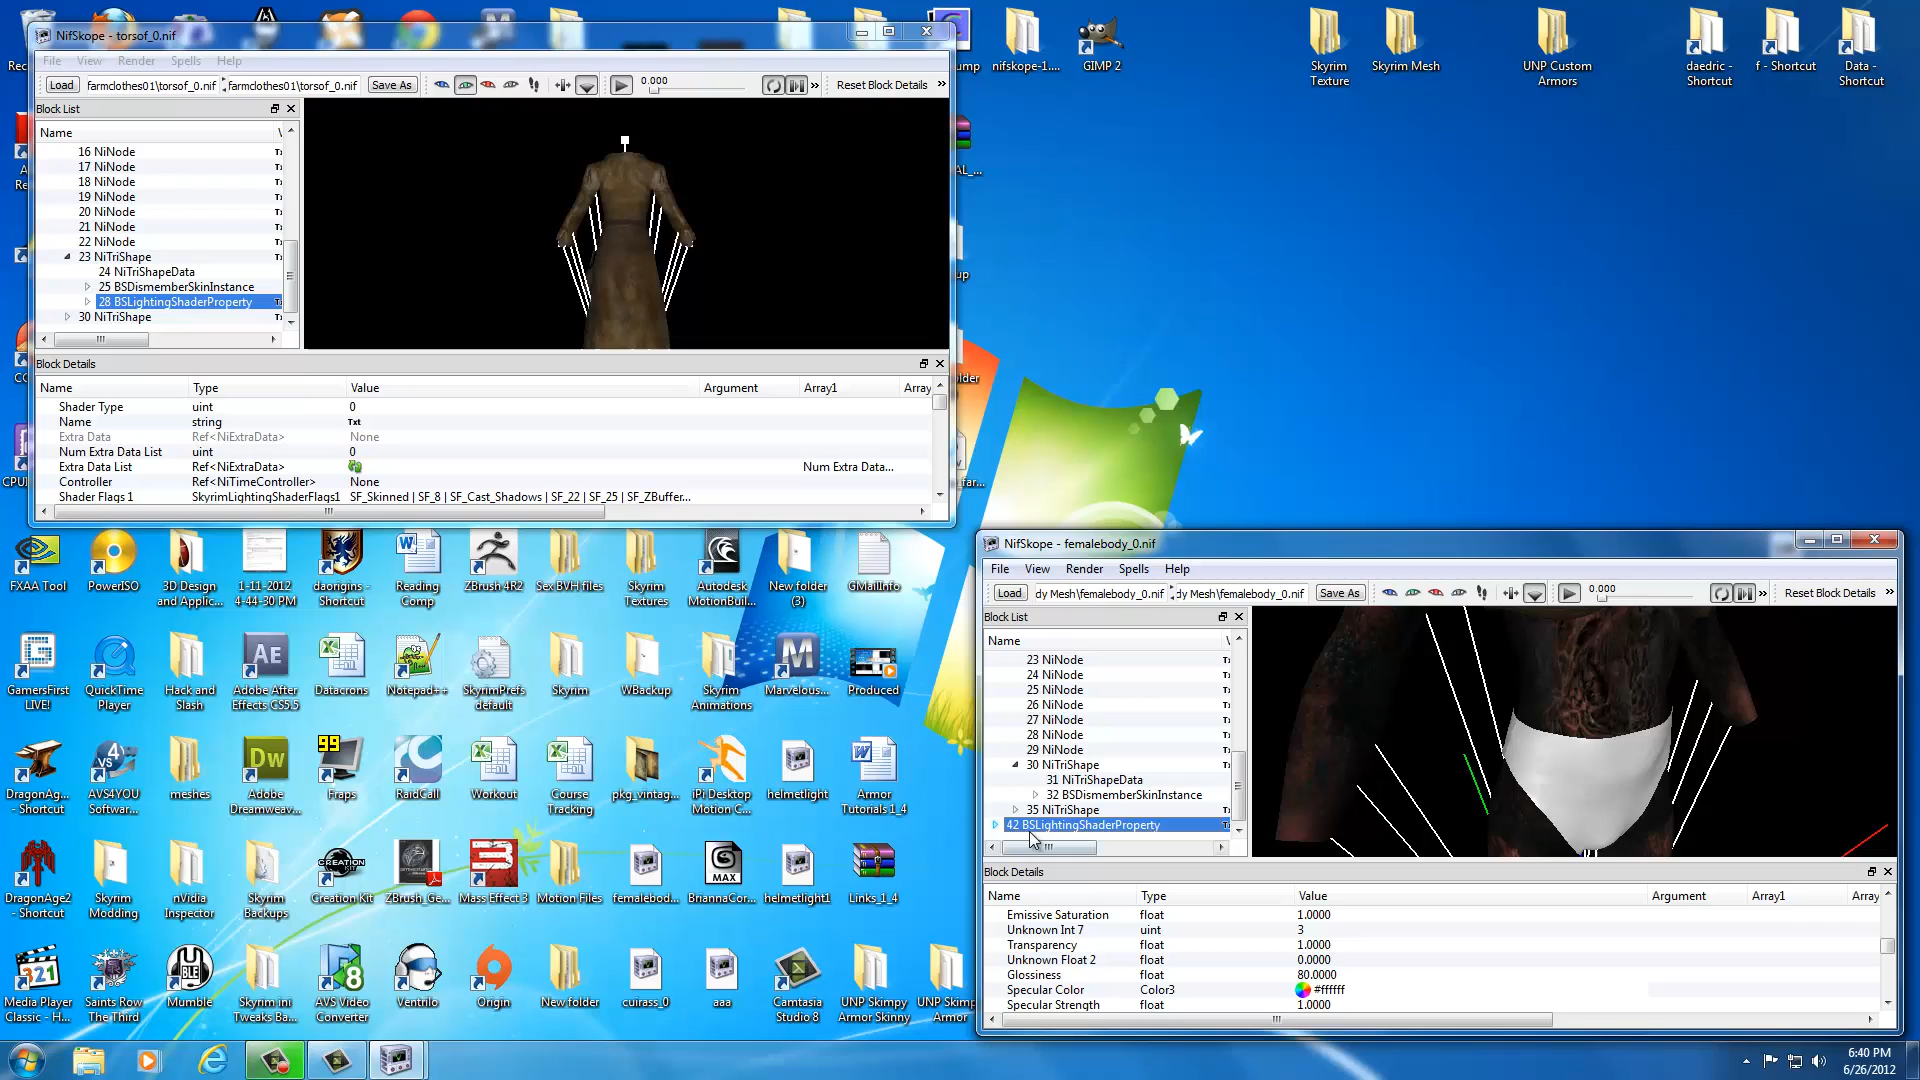 NifSkope - torsof_0.nif
File View Render Spells Help
Load farmclothes01\torsof_0.nif farmclothes01\torsof_0.nif Save As 0.000 Reset Block Details »
Block List
Name
16 NiNode
17 NiNode
18 NiNode
19 NiNode
20 NiNode
21 NiNode
22 NiNode
23 NiTriShape
24 NiTriShapeData
25 BSDismemberSkinInstance
28 BSLightingShaderProperty
30 NiTriShape
Block Details
Name Type Value Argument Array1 Array
Shader Type uint 0
Name string Txt
Extra Data Ref<NiExtraData> None
Num Extra Data List uint 0
Extra Data List Ref<NiExtraData> Num Extra Data...
Controller Ref<NiTimeController> None
Shader Flags 1 SkyrimLightingShaderFlags1 SF_Skinned | SF_8 | SF_Cast_Shadows | SF_22 | SF_25 | SF_ZBuffer...
nifskope-1....
GIMP 2
Skyrim Texture
Skyrim Mesh
UNP Custom Armors
daedric - Shortcut
f - Shortcut
Data - Shortcut
NifSkope - femalebody_0.nif
File View Render Spells Help
Load dy Mesh\femalebody_0.nif dy Mesh\femalebody_0.nif Save As 0.000 Reset Block Details »
Block List
Name
23 NiNode
24 NiNode
25 NiNode
26 NiNode
27 NiNode
28 NiNode
29 NiNode
30 NiTriShape
31 NiTriShapeData
32 BSDismemberSkinInstance
35 NiTriShape
42 BSLightingShaderProperty
Block Details
Name Type Value Argument Array1 Array
Emissive Saturation float 1.0000
Unknown Int 7 uint 3
Transparency float 1.0000
Unknown Float 2 float 0.0000
Glossiness float 80.0000
Specular Color Color3 #ffffff
Specular Strength float 1.0000
FXAA Tool
PowerISO
3D Design and Applic...
1-11-2012 4-44-30 PM
daorigins - Shortcut
Reading Comp
ZBrush 4R2
Sex BVH files
Skyrim Textures
Autodesk MotionBuil...
New folder (3)
GMailInfo
GamersFirst LIVE!
QuickTime Player
Hack and Slash
Adobe After Effects CS5.5
Datacrons
Notepad++
SkyrimPrefs default
Skyrim
WBackup
Skyrim Animations
Marvelous...
Produced
DragonAg... - Shortcut
AVS4YOU Softwar...
meshes
Adobe Dreamweav...
Fraps
RaidCall
Workout
Course Tracking
pkg_vintag...
iPi Desktop Motion C...
helmetlight
Armor Tutorials 1_4
DragonAge2 - Shortcut
Skyrim Modding
nVidia Inspector
Skyrim Backups
Creation Kit
ZBrush_Ge...
Mass Effect 3
Motion Files
femalebod...
BriannaCor...
helmetlight1
Links_1_4
Media Player Classic - H...
Saints Row The Third
Mumble
Skyrim ini Tweaks Ba...
AVS Video Converter
Ventrilo
Origin
New folder
cuirass_0
aaa
Camtasia Studio 8
UNP Skimpy Armor Skinny
UNP Skimp Armor
6:40 PM
6/26/2012